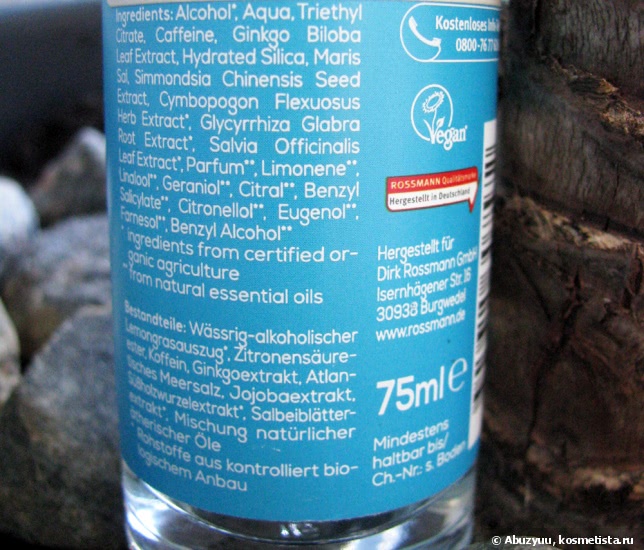 Ingredients: Alcohol*, Aqua, Triethyl
Citrate, Caffeine, Ginkgo Biloba
Leaf Extract, Hydrated Silica, Maris
Sal, Simmondsia Chinensis Seed
Extract, Cymbopogon Flexuosus
Herb Extract*, Glycyrrhiza Glabra
Root Extract*, Salvia Officinalis
Leaf Extract*, Parfum**, Limonene**,
Linalool**, Geraniol**, Citral**, Benzyl
Salicylate**, Citronellol**, Eugenol**,
Farnesol**, Benzyl Alcohol**
* ingredients from certified or-
ganic agriculture
from natural essential oils
Bestandteile: Wässrig-alkoholischer
Lemongrasauszug*, Zitronensäure-
ester, Koffein, Ginkgoextrakt, Atlan-
tisches Meersalz, Jojobaextrakt,
Süßholzwurzelextrakt*, Salbeiblätter-
extrakt*, Mischung natürlicher
ätherischer Öle
* Rohstoffe aus kontrolliert bio-
logischem Anbau
Kostenloses
0800-76 77
Vegan
ROSSMANN Qualitätsmarke
Hergestellt in Deutschland
Hergestellt für
Dirk Rossmann GmbH
Isernhägener Str. 16
30938 Burgwedel
www.rossmann.de
75ml e
Mindestens
haltbar bis/
Ch.-Nr.: s. Boden
© Abuzyuu, kosmetista.ru